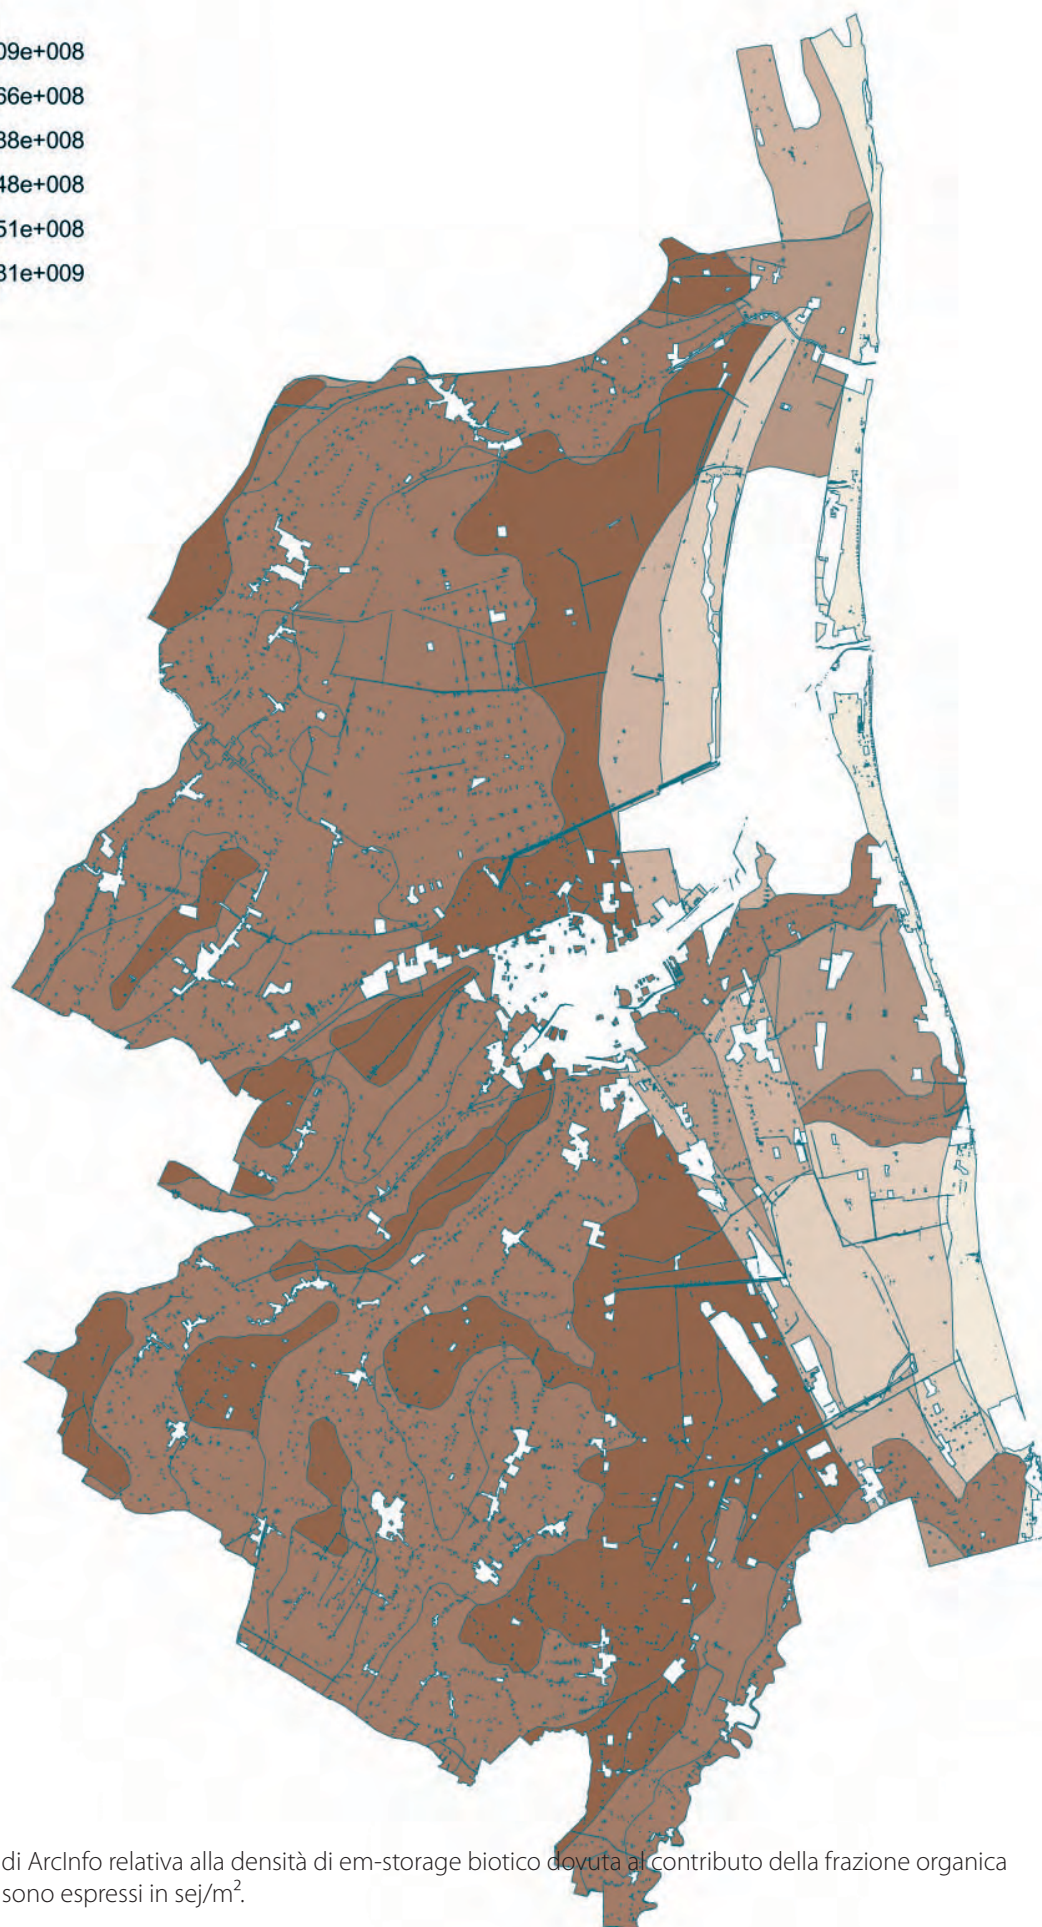 09e+008
66e+008
38e+008
48e+008
51e+008
31e+009
di ArcInfo relativa alla densità di em-storage biotico dovuta al contributo della frazione organica
sono espressi in sej/m².